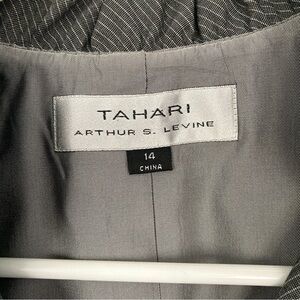 TAHARI
ARTHUR S. LEVINE
14
CHINA